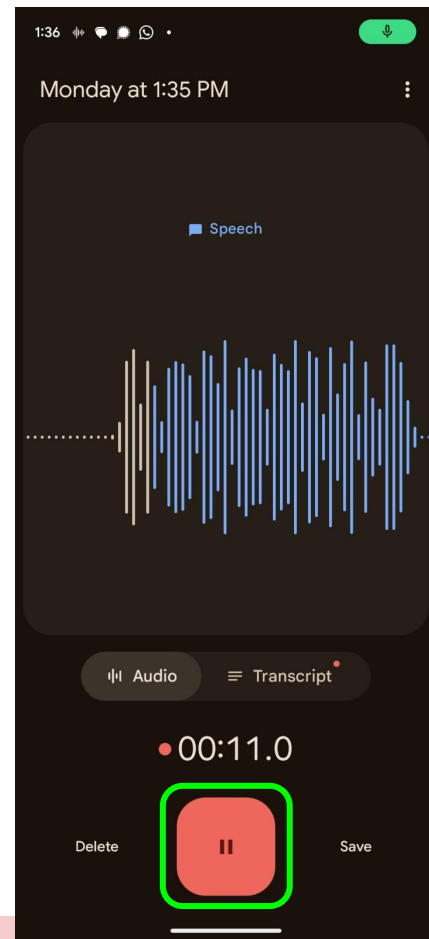 1:36
Monday at 1:35 PM
Speech
Audio
Transcript
00:11.0
Delete
Save